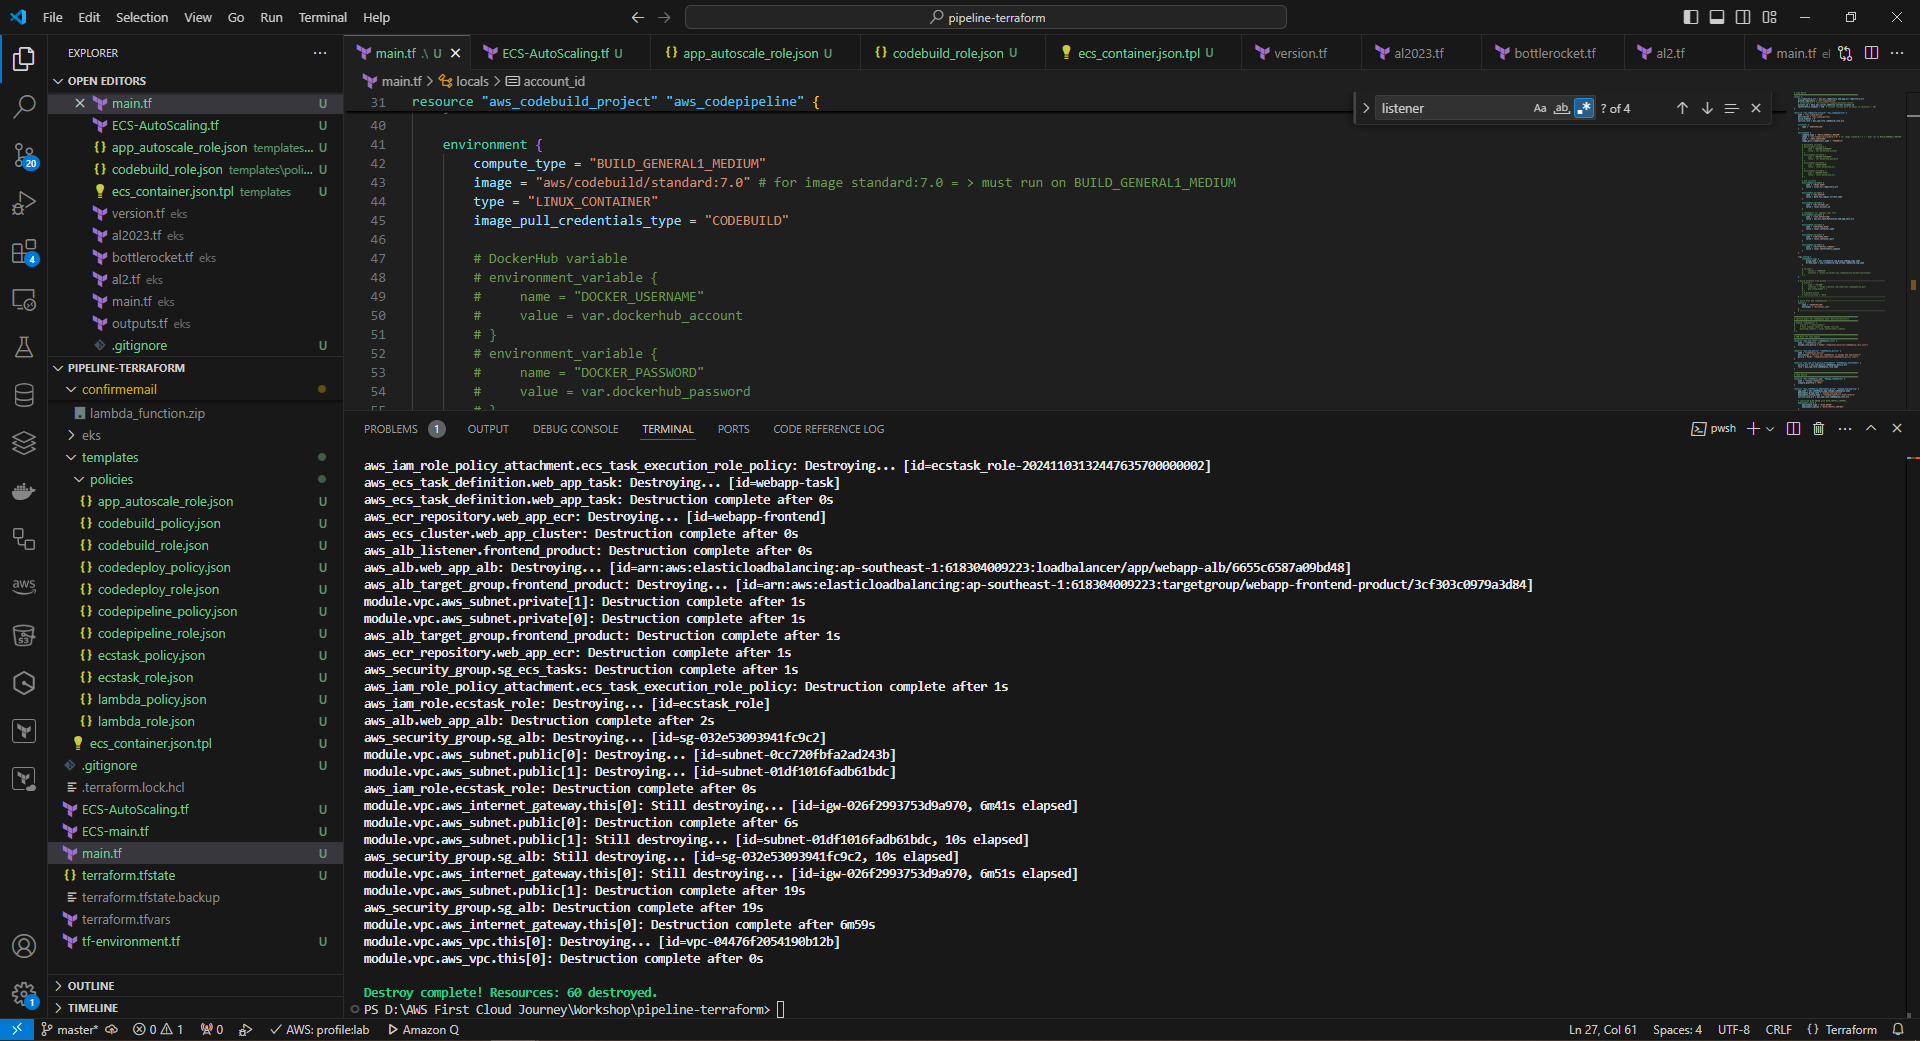 File Edit Selection View Go Run Terminal Help
pipeline-terraform
EXPLORER
OPEN EDITORS
main.tf U
ECS-AutoScaling.tf U
app_autoscale_role.json templates... U
codebuild_role.json templates\poli... U
ecs_container.json.tpl templates U
version.tf eks
al2023.tf eks
bottlerocket.tf eks
al2.tf eks
main.tf eks
outputs.tf eks
.gitignore U
PIPELINE-TERRAFORM
confirmemail
lambda_function.zip
eks
templates
policies
app_autoscale_role.json U
codebuild_policy.json U
codebuild_role.json U
codedeploy_policy.json U
codedeploy_role.json U
codepipeline_policy.json U
codepipeline_role.json U
ecstask_policy.json U
ecstask_role.json U
lambda_policy.json U
lambda_role.json U
ecs_container.json.tpl U
.gitignore U
.terraform.lock.hcl
ECS-AutoScaling.tf U
ECS-main.tf U
main.tf U
terraform.tfstate U
terraform.tfstate.backup
terraform.tfvars
tf-environment.tf U
OUTLINE
TIMELINE
20
4
aws
1
main.tf .\ U ECS-AutoScaling.tf U app_autoscale_role.json U codebuild_role.json U ecs_container.json.tpl U version.tf al2023.tf bottlerocket.tf al2.tf main.tf el
main.tf > locals > account_id
listener Aa ab ? of 4
31 resource "aws_codebuild_project" "aws_codepipeline" {
40
41 environment {
42 compute_type = "BUILD_GENERAL1_MEDIUM"
43 image = "aws/codebuild/standard:7.0" # for image standard:7.0 = > must run on BUILD_GENERAL1_MEDIUM
44 type = "LINUX_CONTAINER"
45 image_pull_credentials_type = "CODEBUILD"
46
47 # DockerHub variable
48 # environment_variable {
49 # name = "DOCKER_USERNAME"
50 # value = var.dockerhub_account
51 # }
52 # environment_variable {
53 # name = "DOCKER_PASSWORD"
54 # value = var.dockerhub_password
55 # }
PROBLEMS 1 OUTPUT DEBUG CONSOLE TERMINAL PORTS CODE REFERENCE LOG
pwsh
aws_iam_role_policy_attachment.ecs_task_execution_role_policy: Destroying... [id=ecstask_role-20241103132447635700000002]
aws_ecs_task_definition.web_app_task: Destroying... [id=webapp-task]
aws_ecs_task_definition.web_app_task: Destruction complete after 0s
aws_ecr_repository.web_app_ecr: Destroying... [id=webapp-frontend]
aws_ecs_cluster.web_app_cluster: Destruction complete after 0s
aws_alb_listener.frontend_product: Destruction complete after 0s
aws_alb.web_app_alb: Destroying... [id=arn:aws:elasticloadbalancing:ap-southeast-1:618304009223:loadbalancer/app/webapp-alb/6655c6587a09bd48]
aws_alb_target_group.frontend_product: Destroying... [id=arn:aws:elasticloadbalancing:ap-southeast-1:618304009223:targetgroup/webapp-frontend-product/3cf303c0979a3d84]
module.vpc.aws_subnet.private[1]: Destruction complete after 1s
module.vpc.aws_subnet.private[0]: Destruction complete after 1s
aws_alb_target_group.frontend_product: Destruction complete after 1s
aws_ecr_repository.web_app_ecr: Destruction complete after 1s
aws_security_group.sg_ecs_tasks: Destruction complete after 1s
aws_iam_role_policy_attachment.ecs_task_execution_role_policy: Destruction complete after 1s
aws_iam_role.ecstask_role: Destroying... [id=ecstask_role]
aws_alb.web_app_alb: Destruction complete after 2s
aws_security_group.sg_alb: Destroying... [id=sg-032e53093941fc9c2]
module.vpc.aws_subnet.public[0]: Destroying... [id=subnet-0cc720fbfa2ad243b]
module.vpc.aws_subnet.public[1]: Destroying... [id=subnet-01df1016fadb61bdc]
aws_iam_role.ecstask_role: Destruction complete after 0s
module.vpc.aws_internet_gateway.this[0]: Still destroying... [id=igw-026f2993753d9a970, 6m41s elapsed]
module.vpc.aws_subnet.public[0]: Destruction complete after 6s
module.vpc.aws_subnet.public[1]: Still destroying... [id=subnet-01df1016fadb61bdc, 10s elapsed]
aws_security_group.sg_alb: Still destroying... [id=sg-032e53093941fc9c2, 10s elapsed]
module.vpc.aws_internet_gateway.this[0]: Still destroying... [id=igw-026f2993753d9a970, 6m51s elapsed]
module.vpc.aws_subnet.public[1]: Destruction complete after 19s
aws_security_group.sg_alb: Destruction complete after 19s
module.vpc.aws_internet_gateway.this[0]: Destruction complete after 6m59s
module.vpc.aws_vpc.this[0]: Destroying... [id=vpc-04476f2054190b12b]
module.vpc.aws_vpc.this[0]: Destruction complete after 0s
Destroy complete! Resources: 60 destroyed.
PS D:\AWS First Cloud Journey\Workshop\pipeline-terraform>
master* 0 1 0 AWS: profile:lab Amazon Q Ln 27, Col 61 Spaces: 4 UTF-8 CRLF {} Terraform